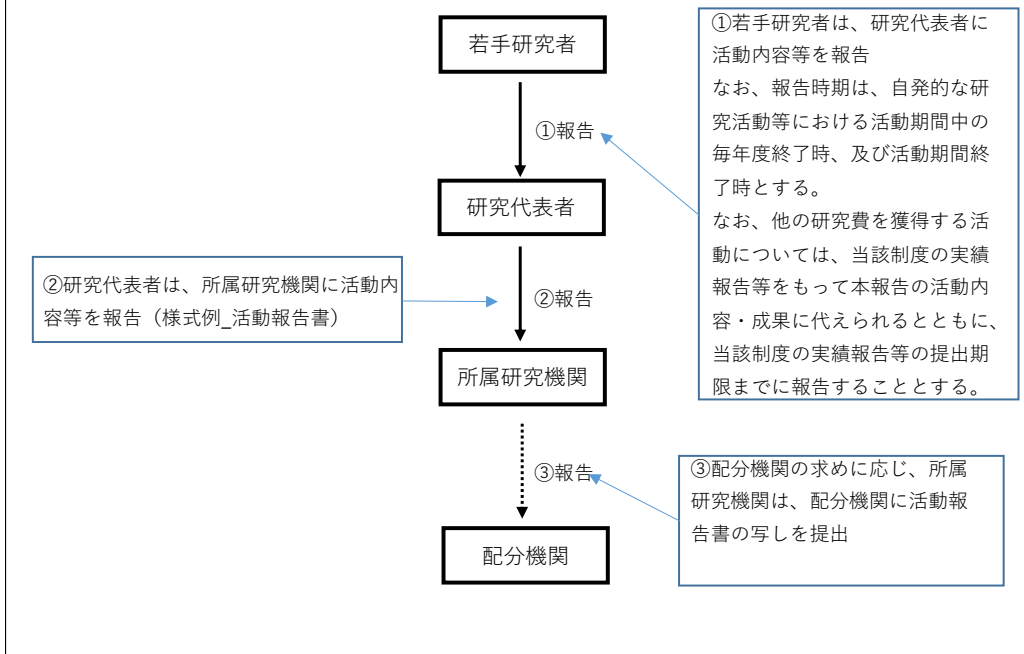 若手研究者
①若手研究者は、研究代表者に
活動内容等を報告
なお、報告時期は、自発的な研
究活動等における活動期間中の
毎年度終了時、及び活動期間終
了時とする。
なお、他の研究費を獲得する活
動については、当該制度の実績
報告等をもって本報告の活動内
容・成果に代えられるとともに、
当該制度の実績報告等の提出期
限までに報告することとする。
①報告
研究代表者
②研究代表者は、所属研究機関に活動内
容等を報告（様式例_活動報告書）
②報告
所属研究機関
③報告
③配分機関の求めに応じ、所属
研究機関は、配分機関に活動報
告書の写しを提出
配分機関